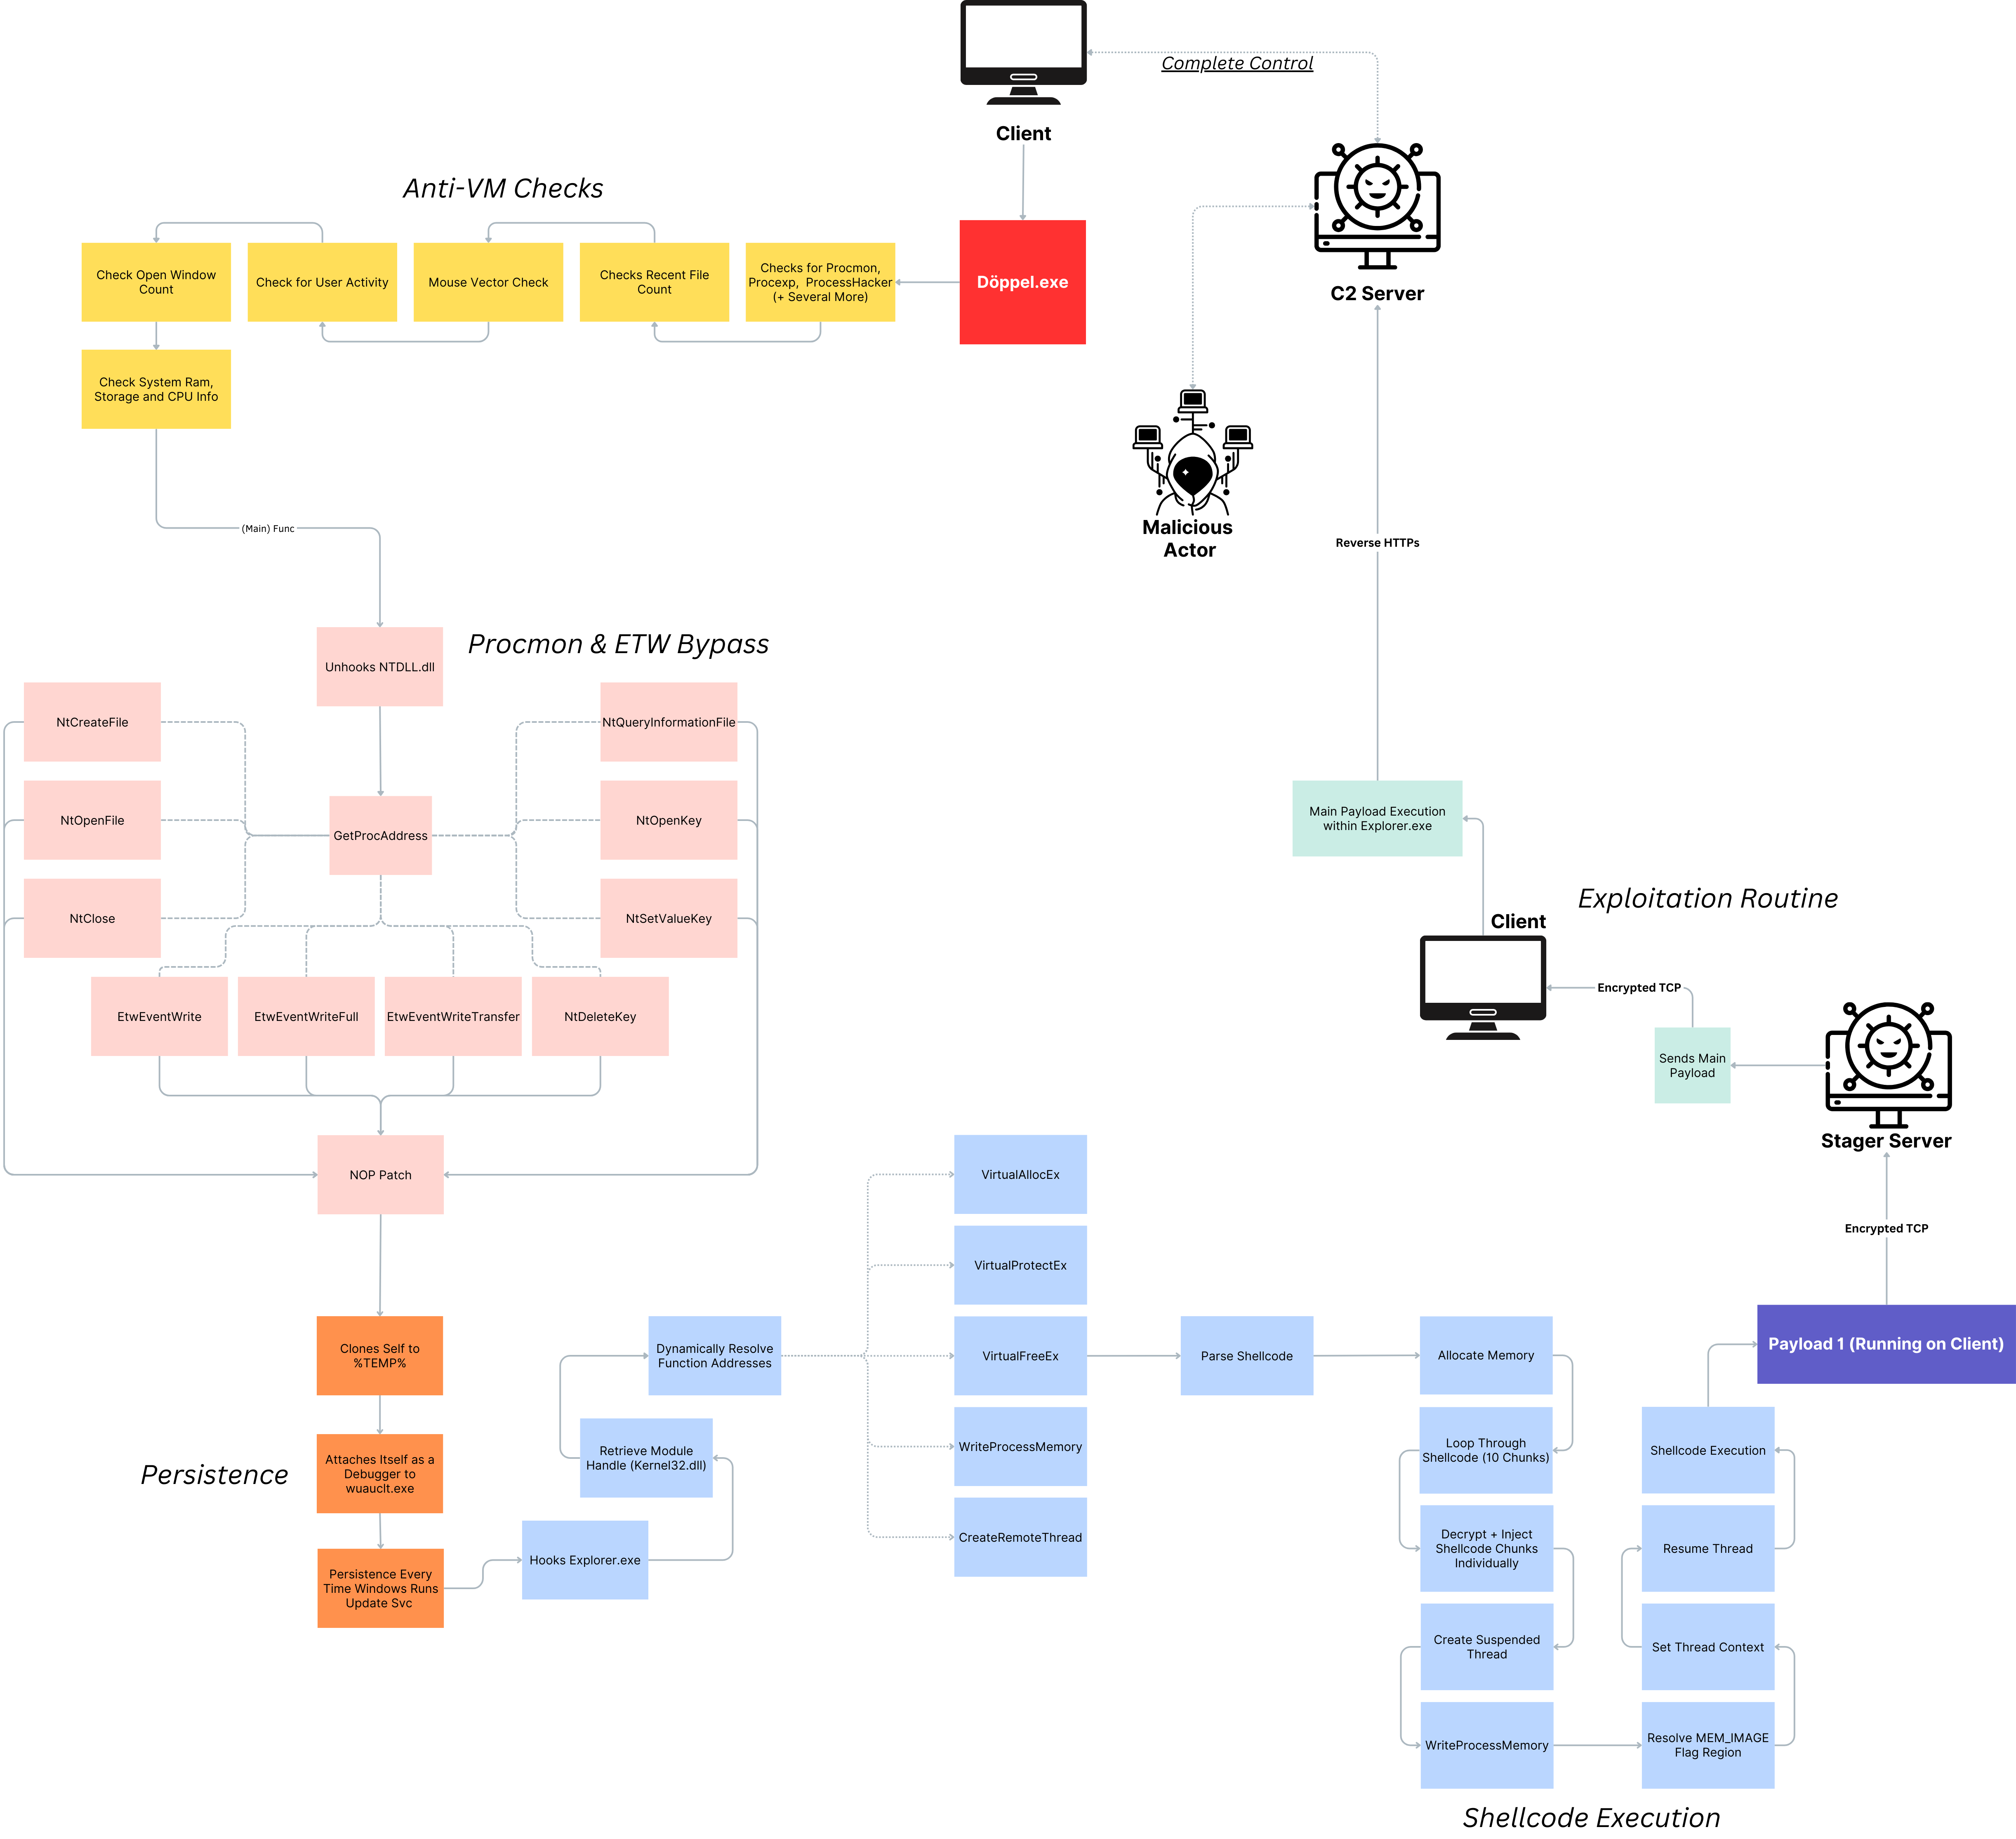 Complete Control
Client
Anti-VM Checks
Check Open Window
Count
Check for User Activity
Mouse Vector Check
Checks Recent File
Count
Checks for Procmon,
Procexp, ProcessHacker
(+ Several More)
Döppel.exe
C2 Server
Check System Ram,
Storage and CPU Info
Malicious
Actor
(Main) Func
Reverse HTTPs
Procmon & ETW Bypass
Unhooks NTDLL.dll
NtCreateFile
NtQueryInformationFile
NtOpenFile
GetProcAddress
NtOpenKey
NtClose
NtSetValueKey
EtwEventWrite
EtwEventWriteFull
EtwEventWriteTransfer
NtDeleteKey
NOP Patch
Main Payload Execution
within Explorer.exe
Exploitation Routine
Client
Encrypted TCP
Sends Main
Payload
Stager Server
Encrypted TCP
Payload 1 (Running on Client)
Clones Self to
%TEMP%
Persistence
Attaches Itself as a
Debugger to
wuauclt.exe
Persistence Every
Time Windows Runs
Update Svc
Hooks Explorer.exe
Retrieve Module
Handle (Kernel32.dll)
Dynamically Resolve
Function Addresses
VirtualAllocEx
VirtualProtectEx
VirtualFreeEx
WriteProcessMemory
CreateRemoteThread
Parse Shellcode
Allocate Memory
Loop Through
Shellcode (10 Chunks)
Decrypt + Inject
Shellcode Chunks
Individually
Create Suspended
Thread
WriteProcessMemory
Resolve MEM_IMAGE
Flag Region
Set Thread Context
Resume Thread
Shellcode Execution
Shellcode Execution